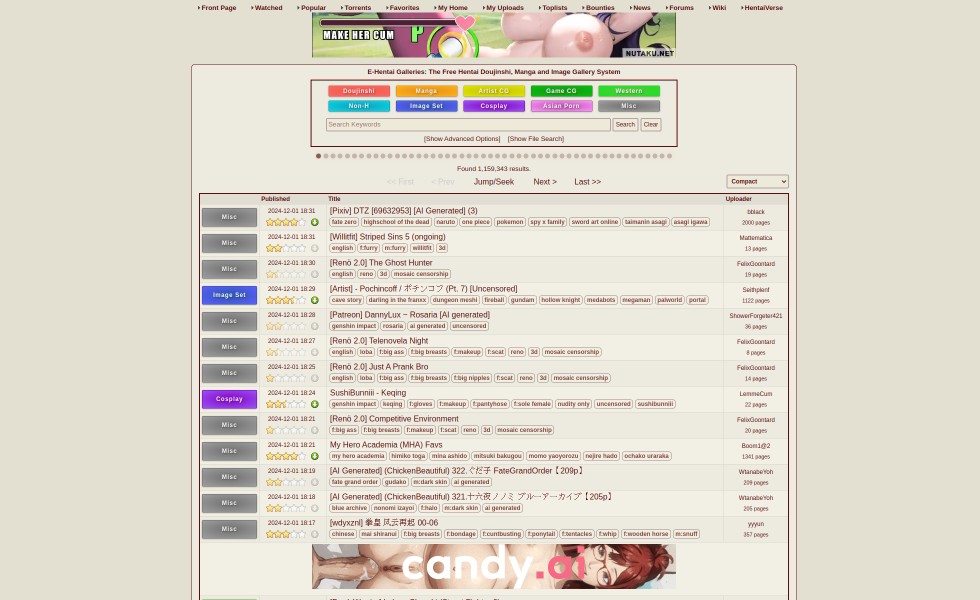 Front Page Watched Popular Torrents Favorites My Home My Uploads Toplists Bounties News Forums Wiki HentaiVerse
MAKE HER CUM
NUTAKU.NET
E-Hentai Galleries: The Free Hentai Doujinshi, Manga and Image Gallery System
Doujinshi Manga Artist CG Game CG Western
Non-H Image Set Cosplay Asian Porn Misc
Search Keywords Search Clear
[Show Advanced Options] [Show File Search]
Found 1,159,343 results.
<< First < Prev Jump/Seek Next > Last >> Compact
Published Title Uploader
Misc 2024-12-01 18:31 [Pixiv] DTZ [69632953] [AI Generated] (3) bblack
fate zero highschool of the dead naruto one piece pokemon spy x family sword art online taimanin asagi asagi igawa 2000 pages
Misc 2024-12-01 18:31 [Willitfit] Striped Sins 5 (ongoing) Mattematica
english f:furry m:furry willitfit 3d 13 pages
Misc 2024-12-01 18:30 [Renö 2.0] The Ghost Hunter FelixGoontard
english reno 3d mosaic censorship 19 pages
Image Set 2024-12-01 18:29 [Artist] - Pochincoff / ポチンコフ (Pt. 7) [Uncensored] Seithplenf
cave story darling in the franxx dungeon meshi fireball gundam hollow knight medabots megaman palworld portal 1122 pages
Misc 2024-12-01 18:28 [Patreon] DannyLux ~ Rosaria [AI generated] ShowerForgeter421
genshin impact rosaria ai generated uncensored 36 pages
Misc 2024-12-01 18:27 [Renö 2.0] Telenovela Night FelixGoontard
english loba f:big ass f:big breasts f:makeup f:scat reno 3d mosaic censorship 8 pages
Misc 2024-12-01 18:25 [Renö 2.0] Just A Prank Bro FelixGoontard
english loba f:big ass f:big breasts f:big nipples f:scat reno 3d mosaic censorship 14 pages
Cosplay 2024-12-01 18:24 SushiBunniii - Keqing LemmeCum
genshin impact keqing f:gloves f:makeup f:pantyhose f:sole female nudity only uncensored sushibunniii 22 pages
Misc 2024-12-01 18:21 [Renö 2.0] Competitive Environment FelixGoontard
f:big ass f:big breasts f:makeup f:scat reno 3d mosaic censorship 20 pages
Misc 2024-12-01 18:21 My Hero Academia (MHA) Favs Boom1@2
my hero academia himiko toga mina ashido mitsuki bakugou momo yaoyorozu nejire hado ochako uraraka 1341 pages
Misc 2024-12-01 18:19 [AI Generated] (ChickenBeautiful) 322.ぐだ子 FateGrandOrder【209p】 WtanabeYoh
fate grand order gudako m:dark skin ai generated 209 pages
Misc 2024-12-01 18:18 [AI Generated] (ChickenBeautiful) 321.十六夜ノノミ ブルーアーカイブ【205p】 WtanabeYoh
blue archive nonomi izayoi f:halo m:dark skin ai generated 205 pages
Misc 2024-12-01 18:17 [wdyxznl] 拳皇 风云再起 00-06 yyyun
chinese mai shiranui f:big breasts f:bondage f:cuntbusting f:ponytail f:tentacles f:whip f:wooden horse m:snuff 357 pages
candy.ai